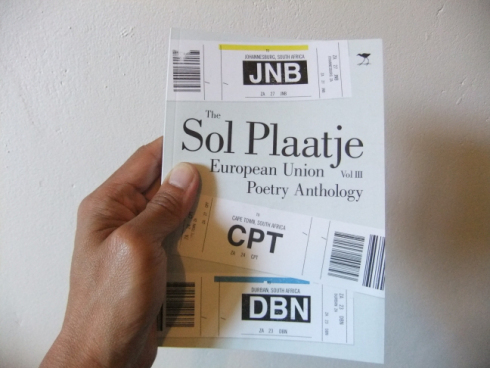 JOHANNESBURG, SOUTH AFRICA
JNB
The
Sol Plaatje
European Union Vol III
Poetry Anthology
to
CAPE TOWN, SOUTH AFRICA
CPT
DURBAN, SOUTH AFRICA
DBN